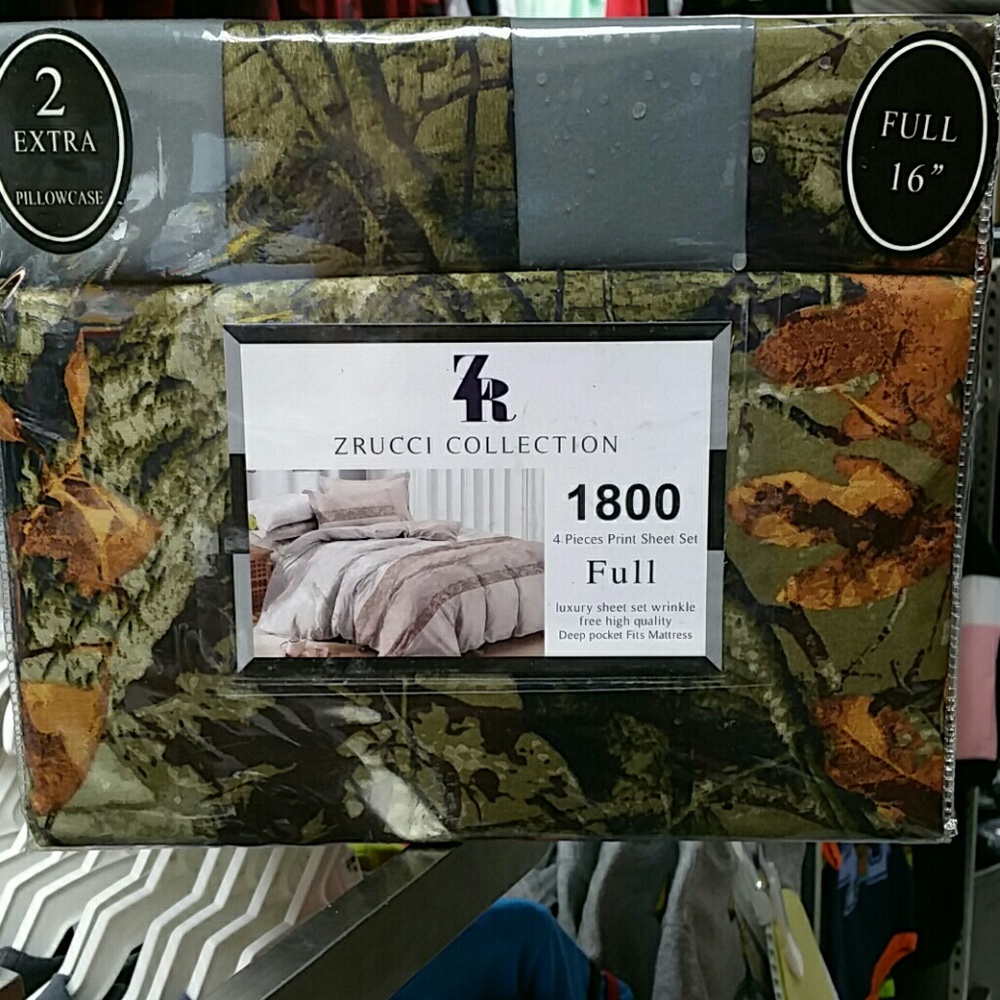 2
EXTRA
PILLOWCASE
FULL
16”
ZR
ZRUCCI COLLECTION
1800
4 Pieces Print Sheet Set
Full
luxury sheet set wrinkle
free high quality
Deep pocket Fits Mattress